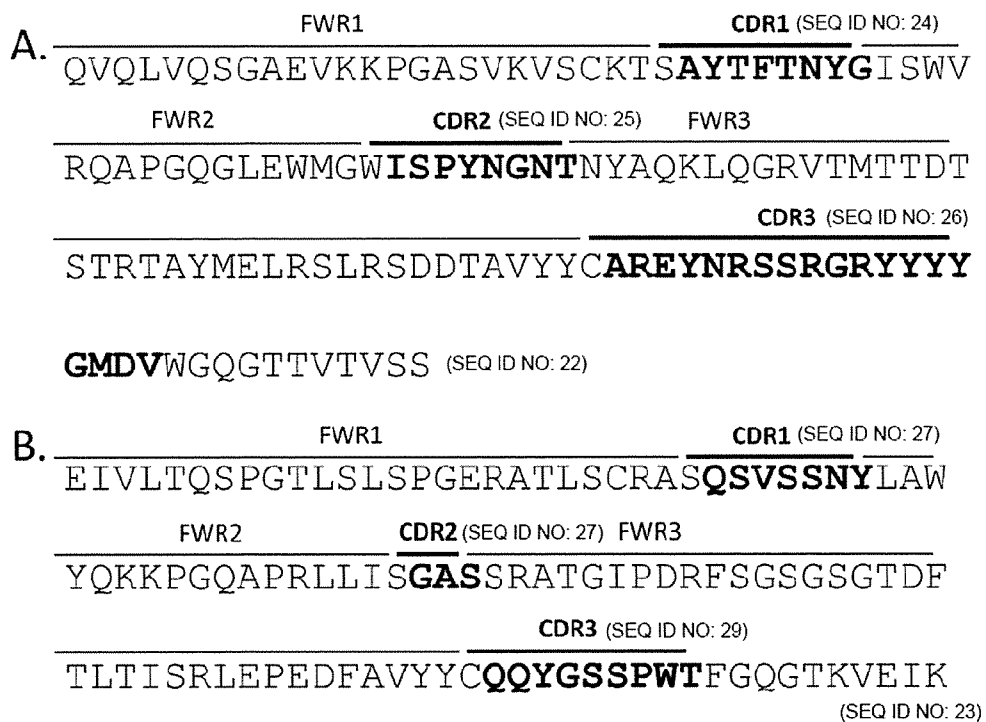 A.
FWR1 CDR1 (SEQ ID NO: 24)
QVQLVQSGAEVKKPGASVKVSCKTSAYTFTNYGISWV
FWR2 CDR2 (SEQ ID NO: 25) FWR3
RQAPGQGLEWMGWISPYNGNTNYAQKLQGRVTMTTDT
CDR3 (SEQ ID NO: 26)
STRTAYMELRSLRSDDTAVYYCAREYNRSSRGRYYYY
GMDVWGQGTTVTVSS (SEQ ID NO: 22)
B.
FWR1 CDR1 (SEQ ID NO: 27)
EIVLTQSPGTLSLSPGERATLSCRASQSVSSNYLAW
FWR2 CDR2 (SEQ ID NO: 27) FWR3
YQKKPGQAPRLLISGASSRATGIPDRFSGSGSGTDF
CDR3 (SEQ ID NO: 29)
TLTISRLEPEDFAVYYCQQYGSSPWTFGQGTKVEIK
(SEQ ID NO: 23)